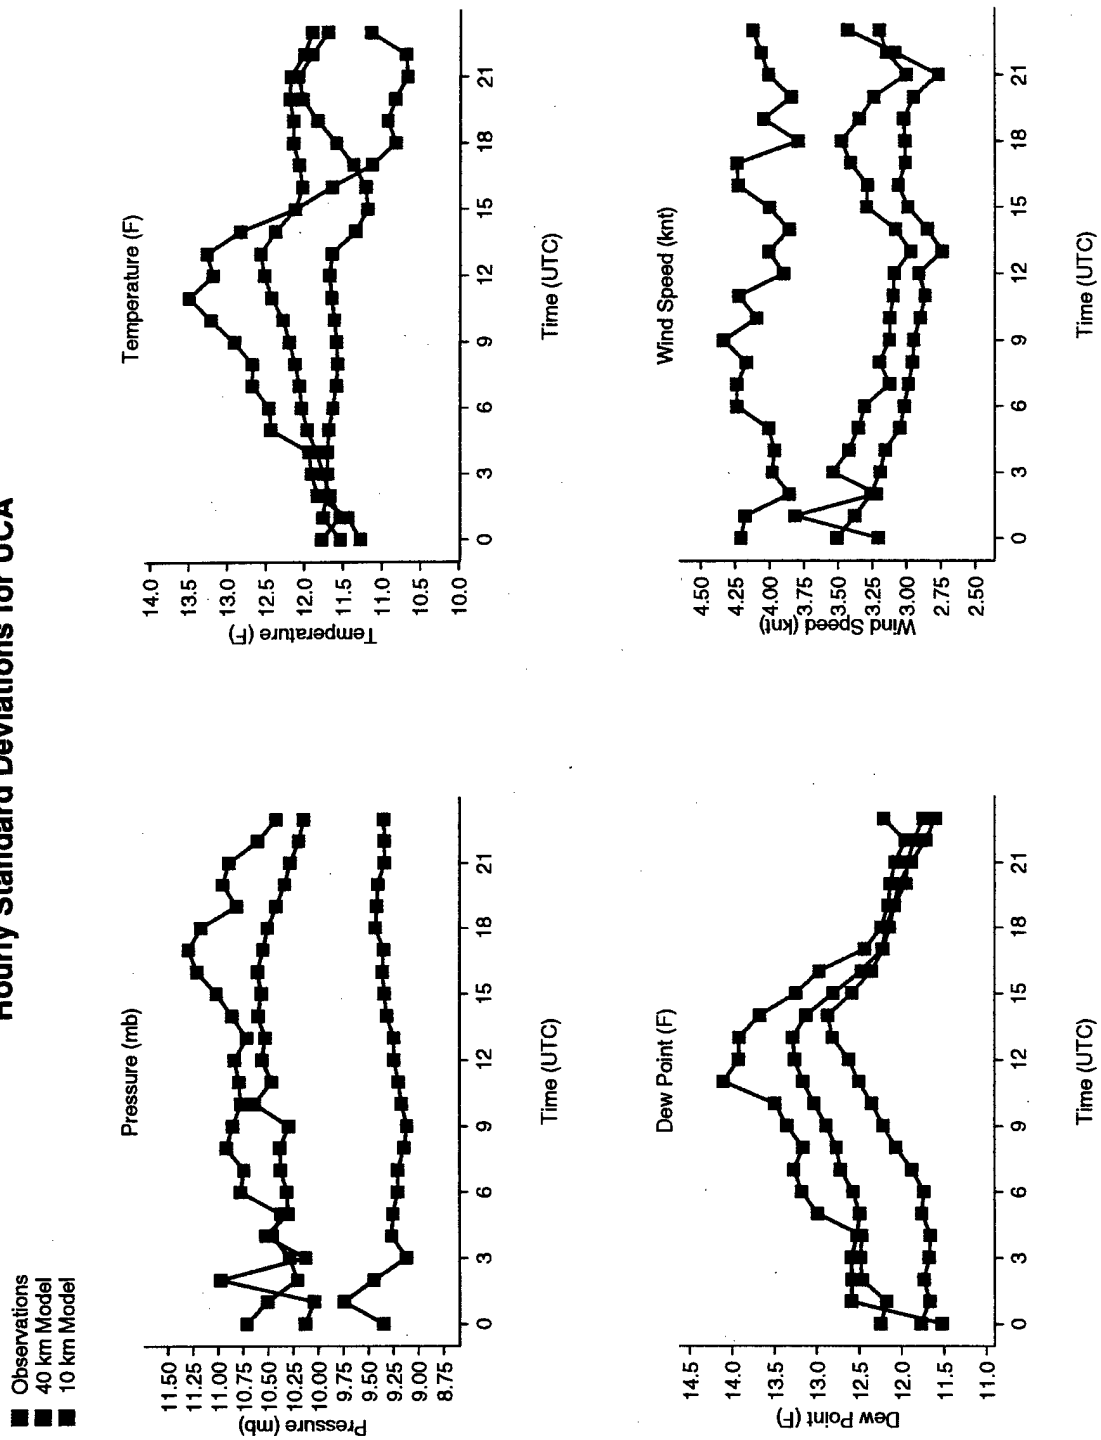 Hourly Standard Deviations for UCA
Observations
40 km Model
10 km Model
Pressure (mb)
Pressure (mb)
11.50
11.25
11.00
10.75
10.50
10.25
10.00
9.75
9.50
9.25
9.00
8.75
0 3 6 9 12 15 18 21
Time (UTC)
Temperature (F)
Temperature (F)
14.0
13.5
13.0
12.5
12.0
11.5
11.0
10.5
10.0
0 3 6 9 12 15 18 21
Time (UTC)
Dew Point (F)
Dew Point (F)
14.5
14.0
13.5
13.0
12.5
12.0
11.5
11.0
0 3 6 9 12 15 18 21
Time (UTC)
Wind Speed (knt)
Wind Speed (knt)
4.50
4.25
4.00
3.75
3.50
3.25
3.00
2.75
2.50
0 3 6 9 12 15 18 21
Time (UTC)